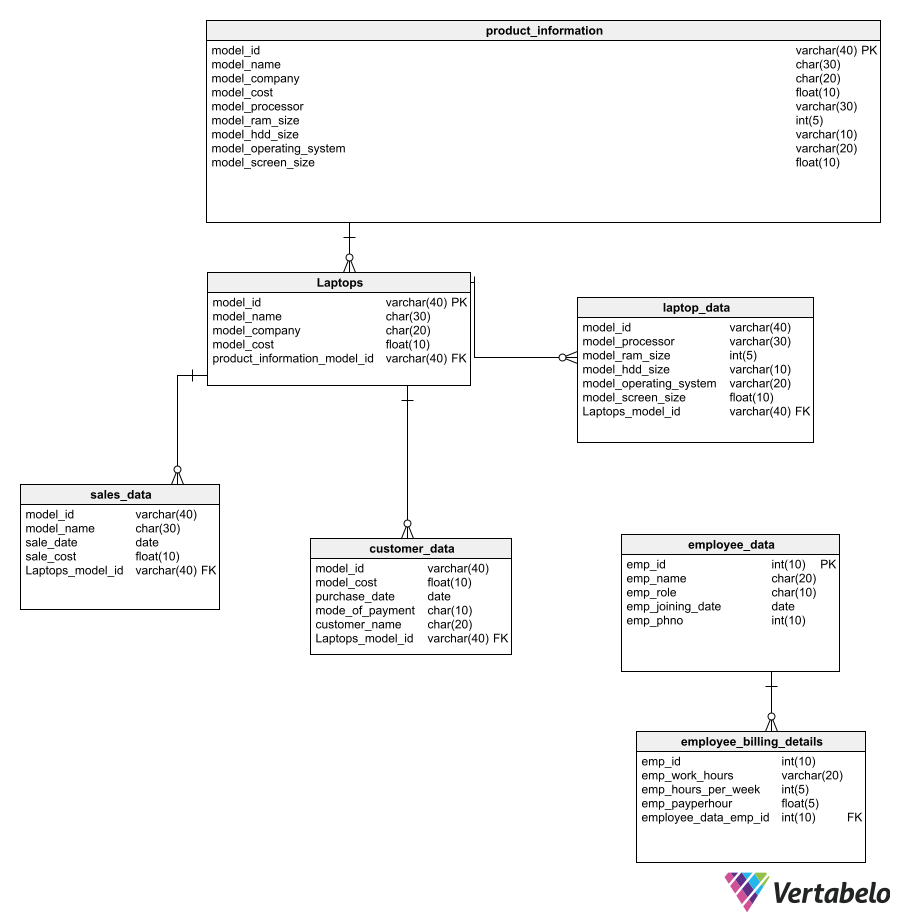 product_information
model_id varchar(40) PK
model_name char(30)
model_company char(20)
model_cost float(10)
model_processor varchar(30)
model_ram_size int(5)
model_hdd_size varchar(10)
model_operating_system varchar(20)
model_screen_size float(10)
Laptops
model_id varchar(40) PK
model_name char(30)
model_company char(20)
model_cost float(10)
product_information_model_id varchar(40) FK
laptop_data
model_id varchar(40)
model_processor varchar(30)
model_ram_size int(5)
model_hdd_size varchar(10)
model_operating_system varchar(20)
model_screen_size float(10)
Laptops_model_id varchar(40) FK
sales_data
model_id varchar(40)
model_name char(30)
sale_date date
sale_cost float(10)
Laptops_model_id varchar(40) FK
customer_data
model_id varchar(40)
model_cost float(10)
purchase_date date
mode_of_payment char(10)
customer_name char(20)
Laptops_model_id varchar(40) FK
employee_data
emp_id int(10) PK
emp_name char(20)
emp_role char(10)
emp_joining_date date
emp_phno int(10)
employee_billing_details
emp_id int(10)
emp_work_hours varchar(20)
emp_hours_per_week int(5)
emp_payperhour float(5)
employee_data_emp_id int(10) FK
Vertabelo